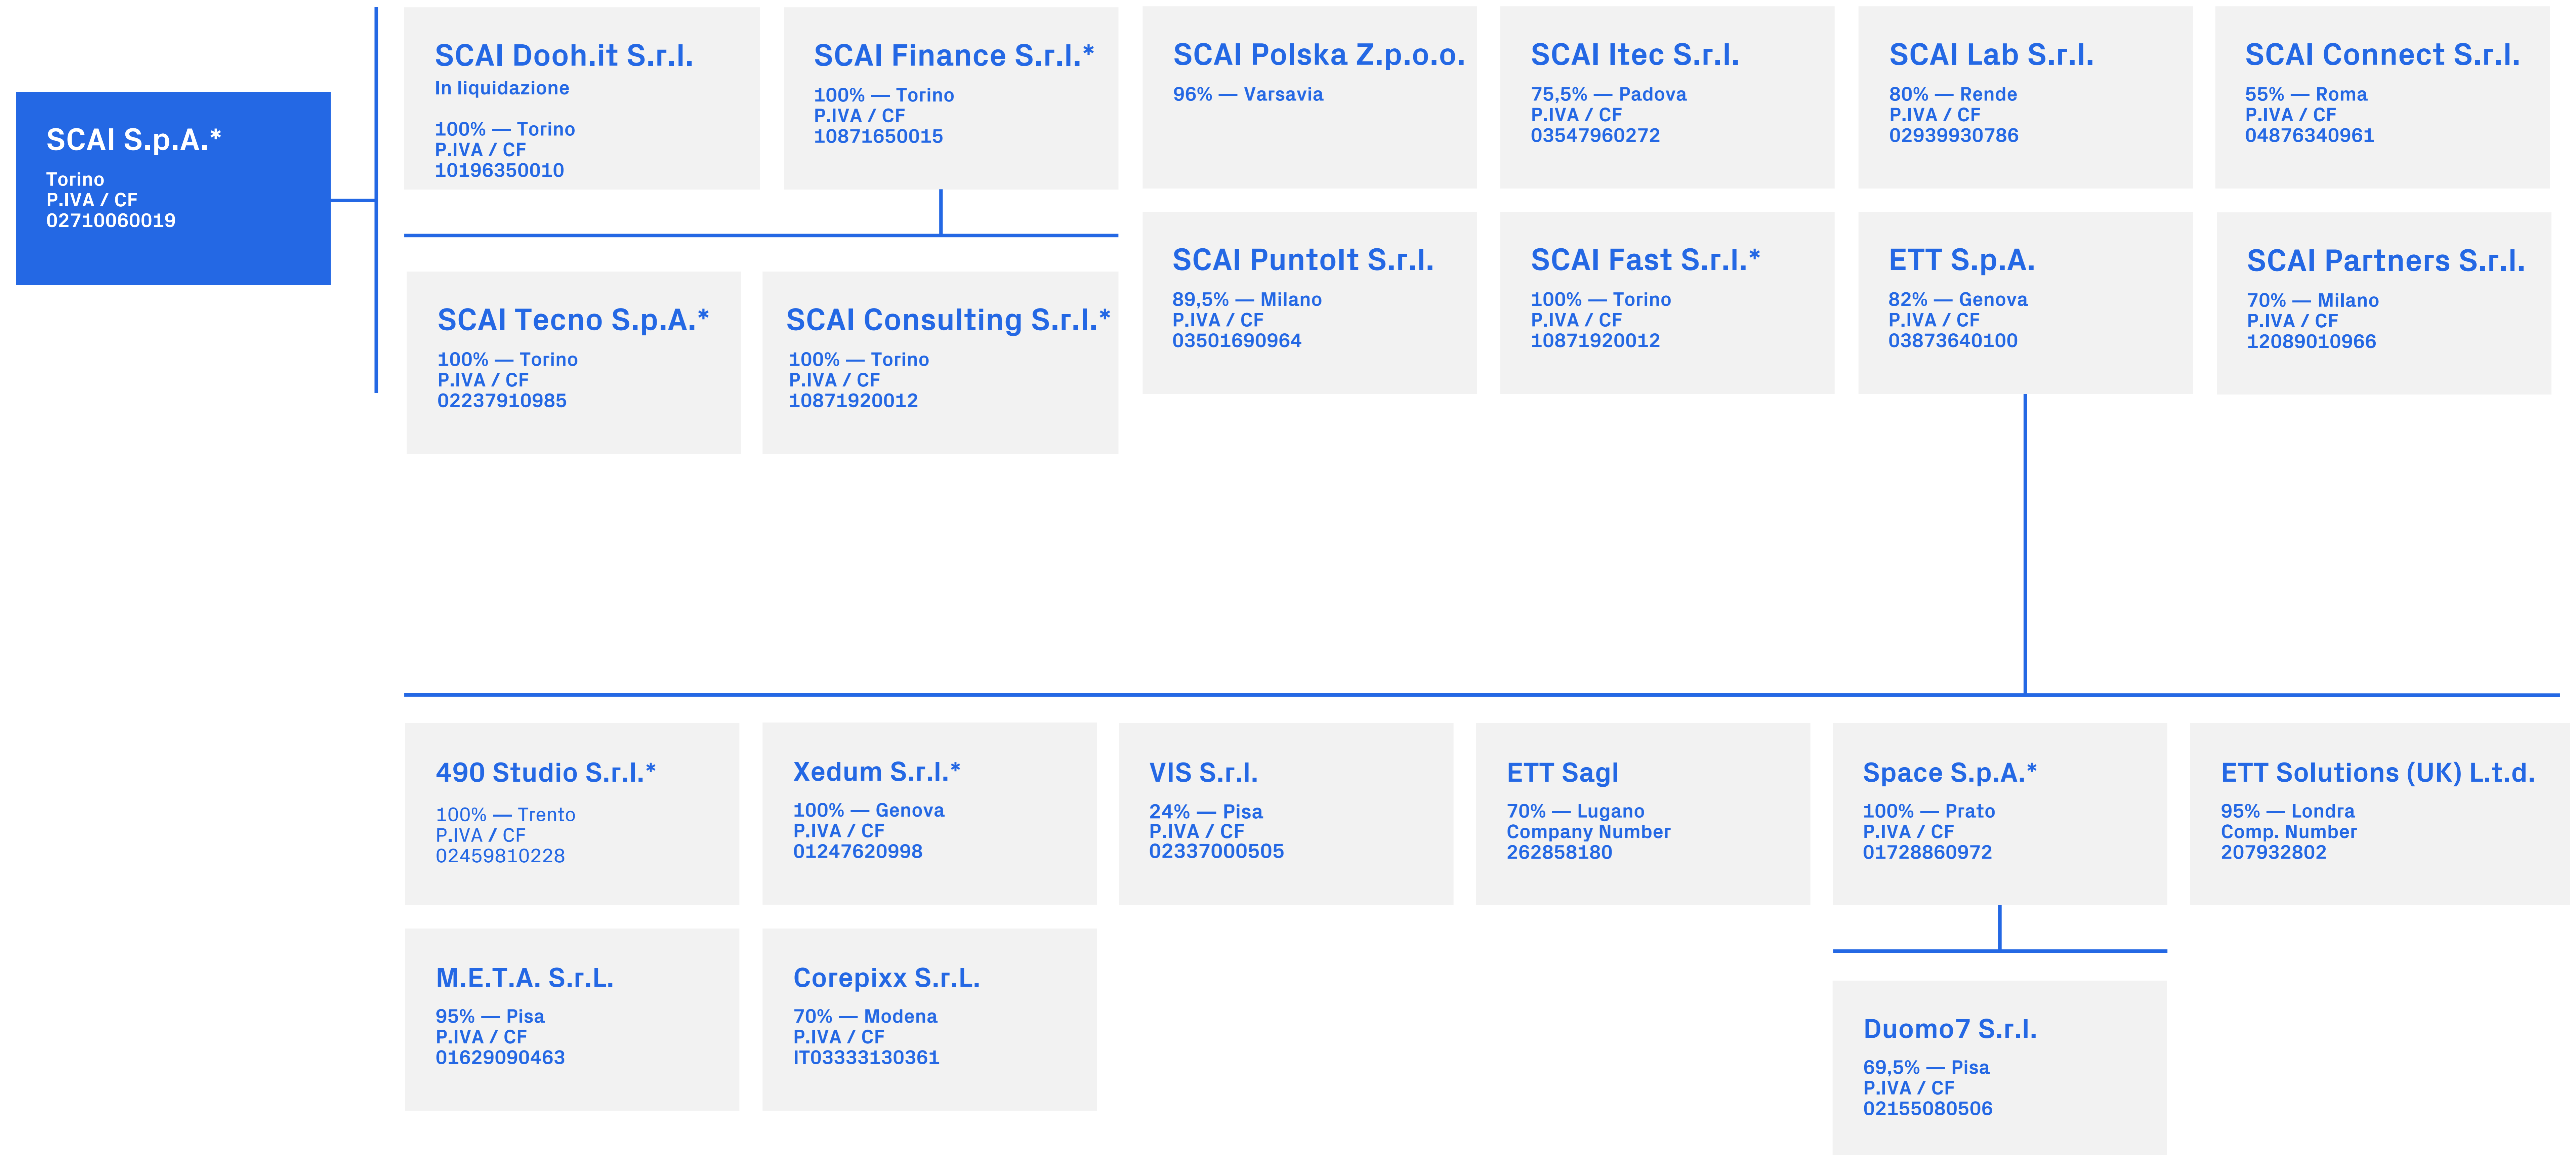 SCAI S.p.A.*
Torino
P.IVA / CF
02710060019
SCAI Dooh.it S.r.l.
In liquidazione
100% — Torino
P.IVA / CF
10196350010
SCAI Finance S.r.l.*
100% — Torino
P.IVA / CF
10871650015
SCAI Polska Z.p.o.o.
96% — Varsavia
SCAI Itec S.r.l.
75,5% — Padova
P.IVA / CF
03547960272
SCAI Lab S.r.l.
80% — Rende
P.IVA / CF
02939930786
SCAI Connect S.r.l.
55% — Roma
P.IVA / CF
04876340961
SCAI Tecno S.p.A.*
100% — Torino
P.IVA / CF
02237910985
SCAI Consulting S.r.l.*
100% — Torino
P.IVA / CF
10871920012
SCAI PuntoIt S.r.l.
89,5% — Milano
P.IVA / CF
03501690964
SCAI Fast S.r.l.*
100% — Torino
P.IVA / CF
10871920012
ETT S.p.A.
82% — Genova
P.IVA / CF
03873640100
SCAI Partners S.r.l.
70% — Milano
P.IVA / CF
12089010966
490 Studio S.r.l.*
100% — Trento
P.IVA / CF
02459810228
Xedum S.r.l.*
100% — Genova
P.IVA / CF
01247620998
VIS S.r.l.
24% — Pisa
P.IVA / CF
02337000505
ETT Sagl
70% — Lugano
Company Number
262858180
Space S.p.A.*
100% — Prato
P.IVA / CF
01728860972
ETT Solutions (UK) L.t.d.
95% — Londra
Comp. Number
207932802
M.E.T.A. S.r.L.
95% — Pisa
P.IVA / CF
01629090463
Corepixx S.r.L.
70% — Modena
P.IVA / CF
IT03333130361
Duomo7 S.r.l.
69,5% — Pisa
P.IVA / CF
02155080506